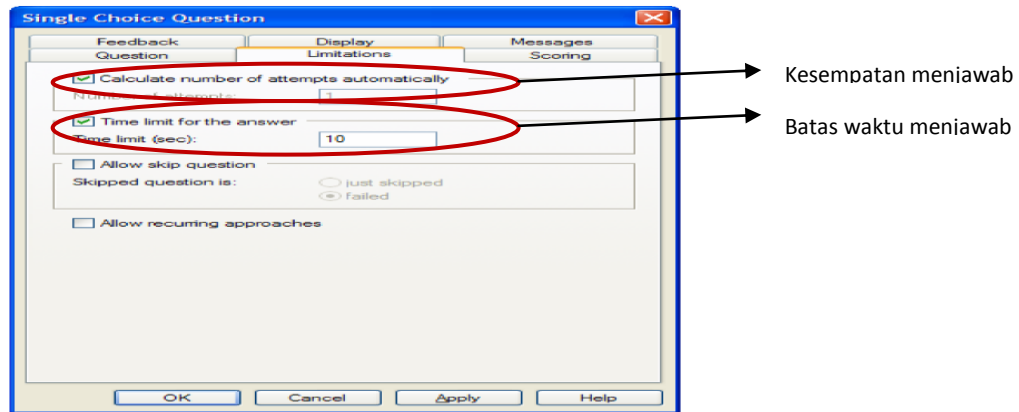 Single Choice Question
Feedback Display Messages
Question Limitations Scoring
Calculate number of attempts automatically
Number of attempts: 1
Time limit for the answer
Time limit (sec): 10
Allow skip question
Skipped question is: just skipped
failed
Allow recurring approaches
OK Cancel Apply Help
Kesempatan menjawab
Batas waktu menjawab